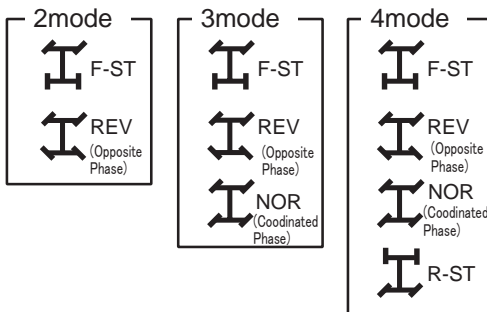 2mode
F-ST
REV
(Opposite
Phase)
3mode
F-ST
REV
(Opposite
Phase)
NOR
(Coodinated
Phase)
4mode
F-ST
REV
(Opposite
Phase)
NOR
(Coodinated
Phase)
R-ST